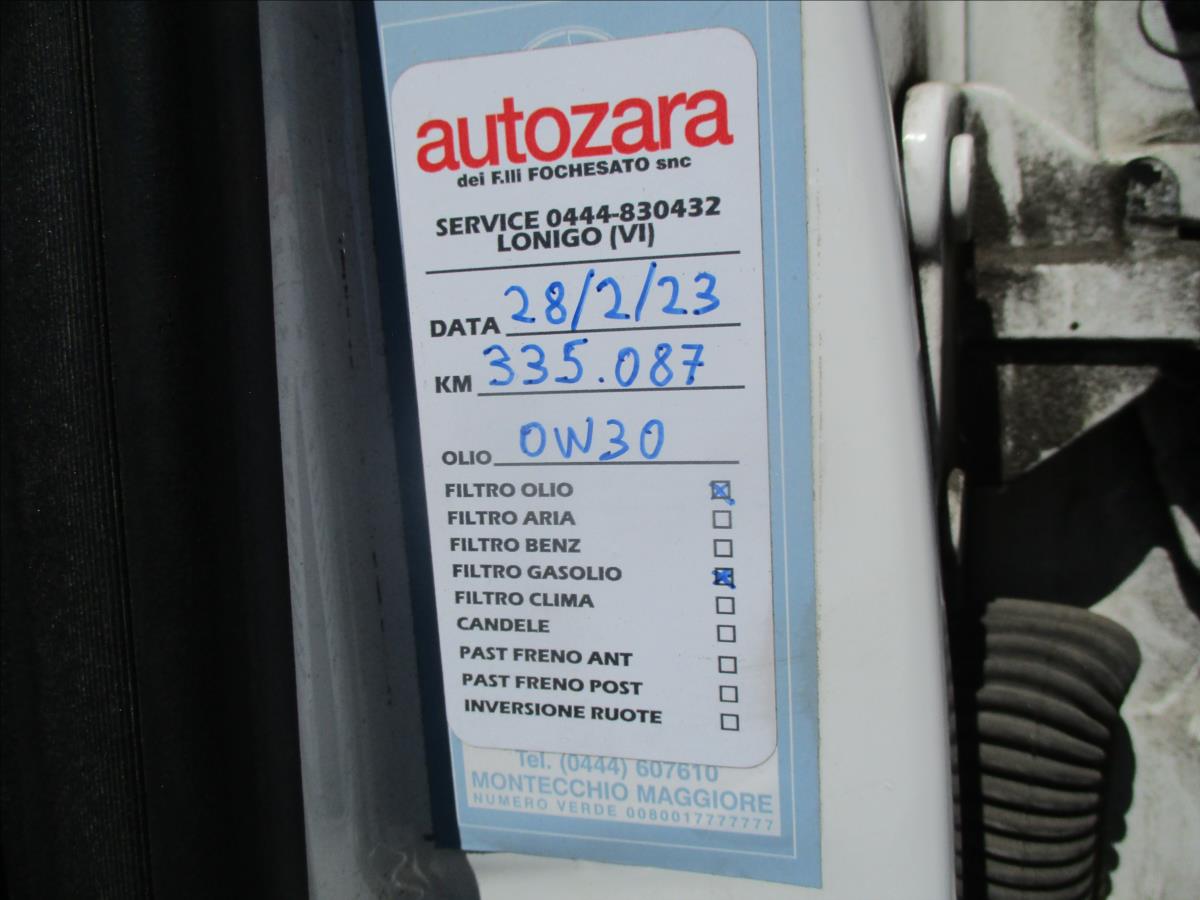 autozara
dei F.lli FOCHESATO snc
SERVICE 0444-830432
LONIGO (VI)
DATA 28/2/23
KM 335.087
OLIO 0W30
FILTRO OLIO
FILTRO ARIA
FILTRO BENZ
FILTRO GASOLIO
FILTRO CLIMA
CANDELE
PAST FRENO ANT
PAST FRENO POST
INVERSIONE RUOTE
Tel. (0444) 607610
MONTECCHIO MAGGIORE
NUMERO VERDE 0080017777777